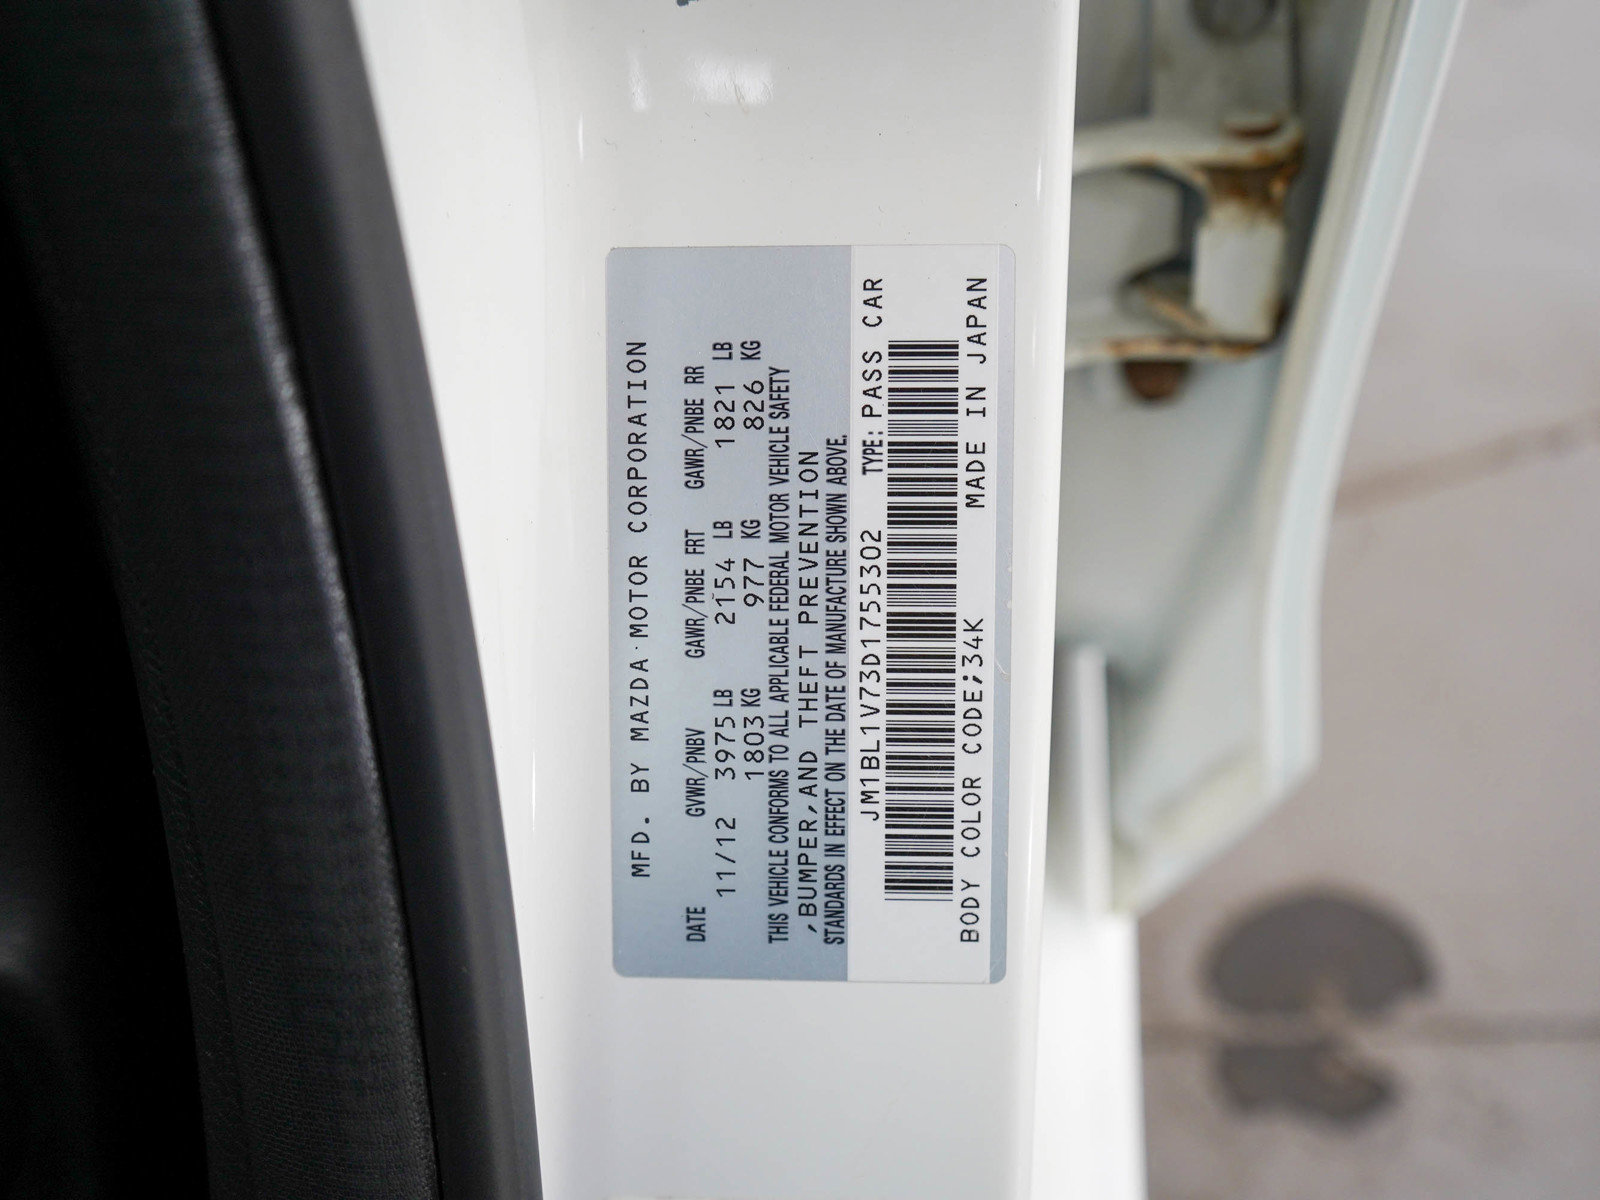 MFD. BY MAZDA·MOTOR CORPORATION
DATE GVWR/PNBV GAWR/PNBE FRT GAWR/PNBE RR
11/12 3975 LB 2154 LB 1821 LB
1803 KG 977 KG 826 KG
THIS VEHICLE CONFORMS TO ALL APPLICABLE FEDERAL MOTOR VEHICLE SAFETY
,BUMPER,AND THEFT PREVENTION
STANDARDS IN EFFECT ON THE DATE OF MANUFACTURE SHOWN ABOVE.
JM1BL1V73D1755302 TYPE: PASS CAR
BODY COLOR CODE;34K MADE IN JAPAN